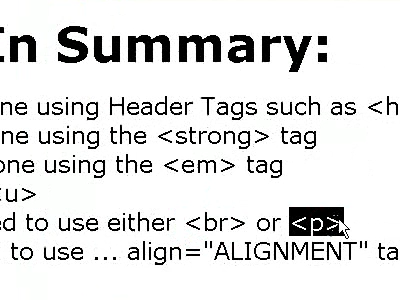 In Summary:
ne using Header Tags such as <h
ne using the <strong> tag
one using the <em> tag
<u>
ed to use either <br> or <p>
to use ... align="ALIGNMENT" ta